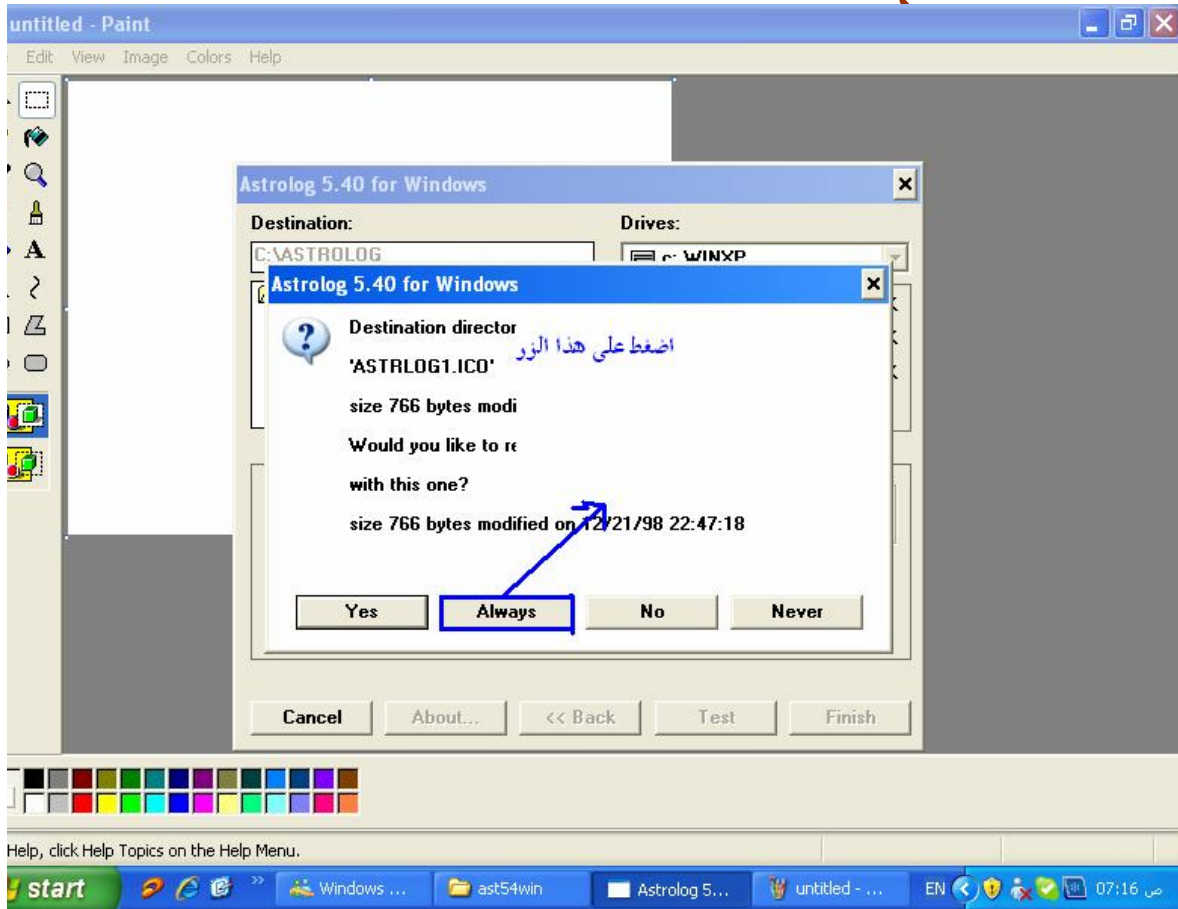 untitled - Paint
Edit View Image Colors Help
Astrolog 5.40 for Windows
Destination:
Drives:
C:\ASTROLOG
c: WINXP
Astrolog 5.40 for Windows
Destination director
اضغط على هذا الزر
'ASTRLOG1.ICO'
size 766 bytes modi
Would you like to re
with this one?
size 766 bytes modified on 12/21/98 22:47:18
Yes Always No Never
Cancel About... << Back Test Finish
Help, click Help Topics on the Help Menu.
start Windows ... ast54win Astrolog 5... untitled - ... EN 07:16 ص